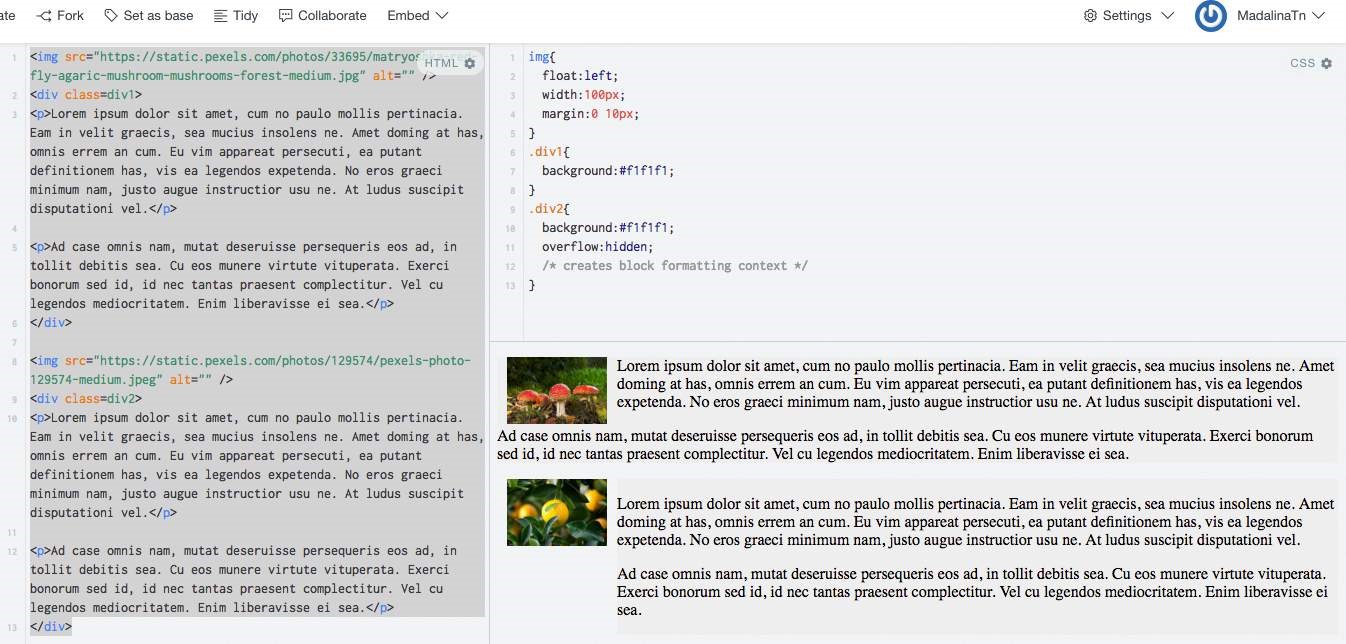 ate Fork Set as base Tidy Collaborate Embed Settings MadalinaTn
HTML
1 <img src="https://static.pexels.com/photos/33695/matryoshka-red-
fly-agaric-mushroom-mushrooms-forest-medium.jpg" alt="" />
2 <div class=div1>
3 <p>Lorem ipsum dolor sit amet, cum no paulo mollis pertinacia.
Eam in velit graecis, sea mucius insolens ne. Amet doming at has,
omnis errem an cum. Eu vim appareat persecuti, ea putant
definitionem has, vis ea legendos expetenda. No eros graeci
minimum nam, justo augue instructior usu ne. At ludus suscipit
disputationi vel.</p>
4
5 <p>Ad case omnis nam, mutat deseruisse persequeris eos ad, in
tollit debitis sea. Cu eos munere virtute vituperata. Exerci
bonorum sed id, id nec tantas praesent complectitur. Vel cu
legendos mediocritatem. Enim liberavisse ei sea.</p>
6 </div>
7
8 <img src="https://static.pexels.com/photos/129574/pexels-photo-
129574-medium.jpeg" alt="" />
9 <div class=div2>
10 <p>Lorem ipsum dolor sit amet, cum no paulo mollis pertinacia.
Eam in velit graecis, sea mucius insolens ne. Amet doming at has,
omnis errem an cum. Eu vim appareat persecuti, ea putant
definitionem has, vis ea legendos expetenda. No eros graeci
minimum nam, justo augue instructior usu ne. At ludus suscipit
disputationi vel.</p>
11
12 <p>Ad case omnis nam, mutat deseruisse persequeris eos ad, in
tollit debitis sea. Cu eos munere virtute vituperata. Exerci
bonorum sed id, id nec tantas praesent complectitur. Vel cu
legendos mediocritatem. Enim liberavisse ei sea.</p>
13 </div>
CSS
1 img{
2 float:left;
3 width:100px;
4 margin:0 10px;
5 }
6 .div1{
7 background:#f1f1f1;
8 }
9 .div2{
10 background:#f1f1f1;
11 overflow:hidden;
12 /* creates block formatting context */
13 }
Lorem ipsum dolor sit amet, cum no paulo mollis pertinacia. Eam in velit graecis, sea mucius insolens ne. Amet
doming at has, omnis errem an cum. Eu vim appareat persecuti, ea putant definitionem has, vis ea legendos
expetenda. No eros graeci minimum nam, justo augue instructior usu ne. At ludus suscipit disputationi vel.
Ad case omnis nam, mutat deseruisse persequeris eos ad, in tollit debitis sea. Cu eos munere virtute vituperata. Exerci bonorum
sed id, id nec tantas praesent complectitur. Vel cu legendos mediocritatem. Enim liberavisse ei sea.
Lorem ipsum dolor sit amet, cum no paulo mollis pertinacia. Eam in velit graecis, sea mucius insolens ne. Amet
doming at has, omnis errem an cum. Eu vim appareat persecuti, ea putant definitionem has, vis ea legendos
expetenda. No eros graeci minimum nam, justo augue instructior usu ne. At ludus suscipit disputationi vel.
Ad case omnis nam, mutat deseruisse persequeris eos ad, in tollit debitis sea. Cu eos munere virtute vituperata.
Exerci bonorum sed id, id nec tantas praesent complectitur. Vel cu legendos mediocritatem. Enim liberavisse ei
sea.